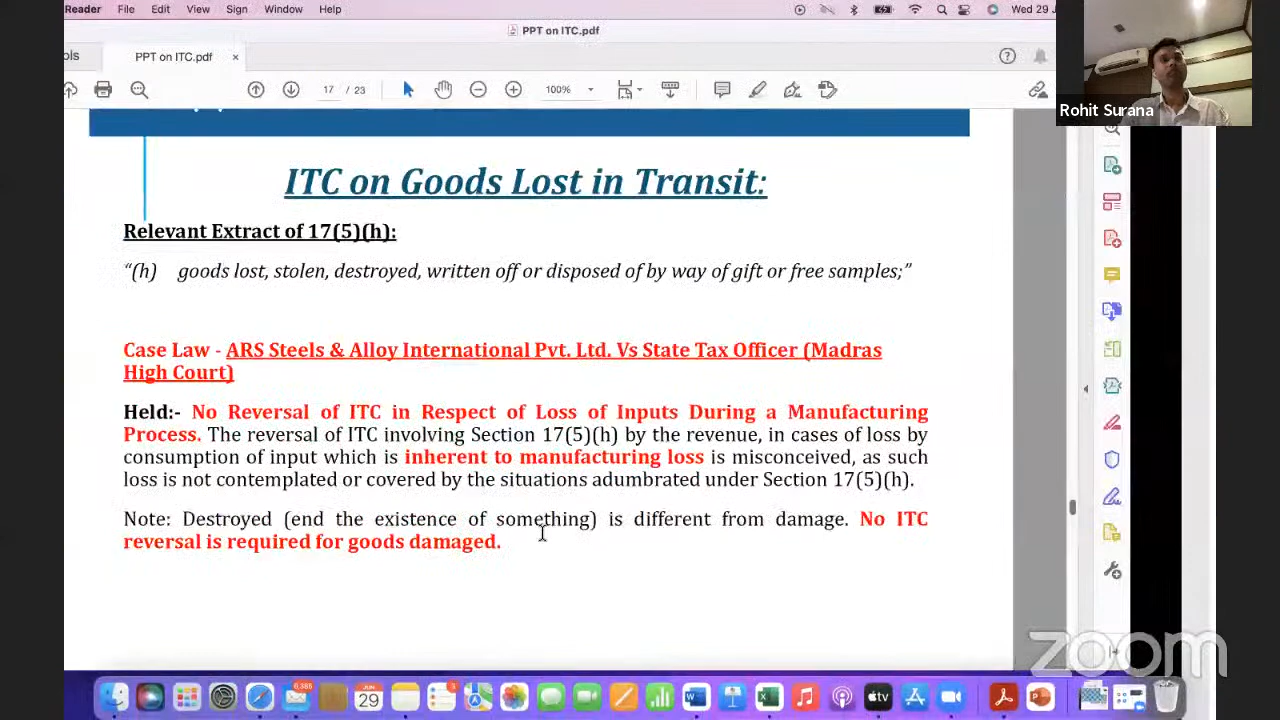 Reader File Edit View Sign Window Help Wed 29 J
PPT on ITC.pdf
PPT on ITC.pdf ×
17 / 23 100%
Rohit Surana
ITC on Goods Lost in Transit:
Relevant Extract of 17(5)(h):
“(h) goods lost, stolen, destroyed, written off or disposed of by way of gift or free samples;”
Case Law - ARS Steels & Alloy International Pvt. Ltd. Vs State Tax Officer (Madras
High Court)
Held:- No Reversal of ITC in Respect of Loss of Inputs During a Manufacturing
Process. The reversal of ITC involving Section 17(5)(h) by the revenue, in cases of loss by
consumption of input which is inherent to manufacturing loss is misconceived, as such
loss is not contemplated or covered by the situations adumbrated under Section 17(5)(h).
Note: Destroyed (end the existence of something) is different from damage. No ITC
reversal is required for goods damaged.
zoom
JUN
29
tv